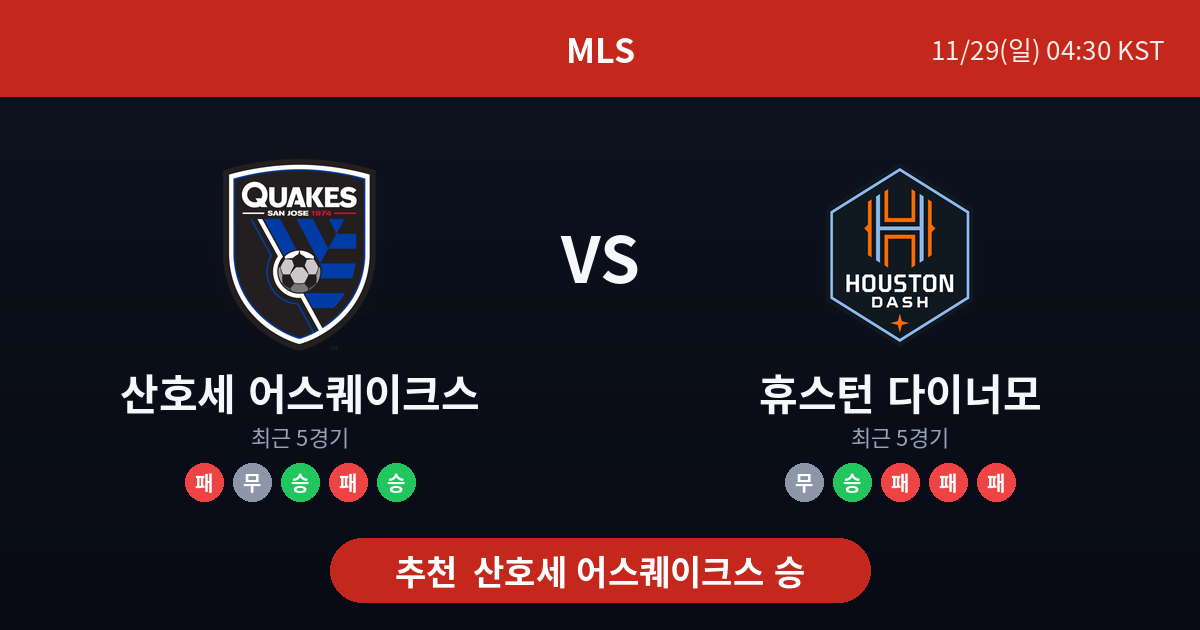 MLS
11/29(일) 04:30 KST
QUAKES
SAN JOSE 1974
VS
HOUSTON
DASH
산호세 어스퀘이크스
휴스턴 다이너모
최근 5경기
최근 5경기
패 무 승 패 승
무 승 패 패 패
추천 산호세 어스퀘이크스 승